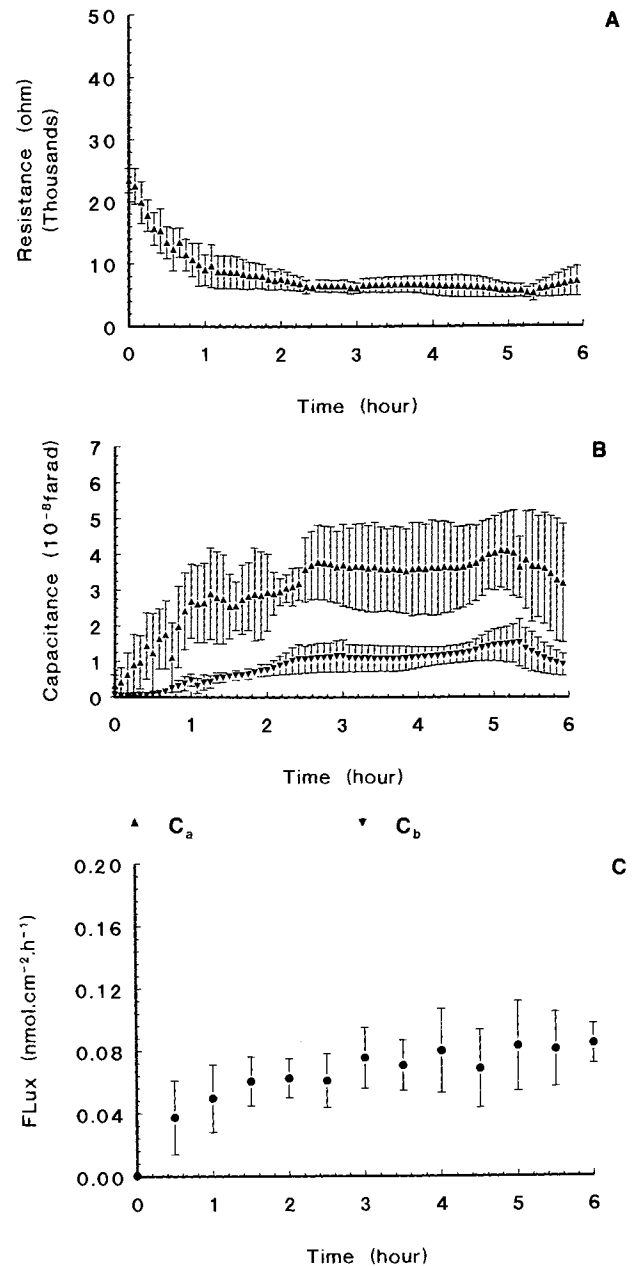 A
50
40
30
20
10
0
Resistance (ohm)
(Thousands)
0 1 2 3 4 5 6
Time (hour)
B
7
6
5
4
3
2
1
0
Capacitance (10⁻⁸farad)
0 1 2 3 4 5 6
Time (hour)
▲ Cₐ ▼ C_b
C
0.20
0.16
0.12
0.08
0.04
0.00
FLux (nmol.cm⁻².h⁻¹)
0 1 2 3 4 5 6
Time (hour)